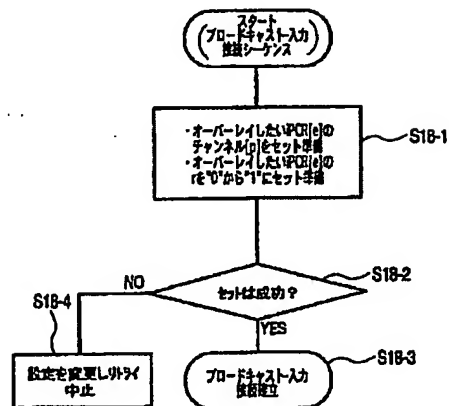 スタート
(ブロードキャスト-入力
接続シーケンス)
・オーバーレイしたいiPCR[e]の
チャンネル[p]をセット準備
・オーバーレイしたいiPCR[e]の
rを"0"から"1"にセット準備
S18-1
セットは成功?
S18-2
NO
YES
S18-4
設定を変更しリトライ
中止
ブロードキャスト-入力
接続確立
S18-3